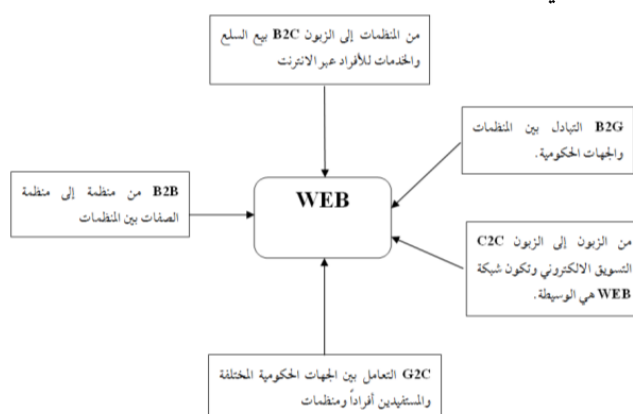 من المنظمات إلى الزبون B2C بيع السلع
والخدمات للأفراد عبر الانترنت
B2G التبادل بين المنظمات
والجهات الحكومية.
WEB
B2B من منظمة إلى منظمة
الصفات بين المنظمات
من الزبون إلى الزبون C2C
التسويق الالكتروني وتكون شبكة
WEB هي الوسيطة.
G2C التعامل بين الجهات الحكومية المختلفة
والمستفيدين أفراداً ومنظمات